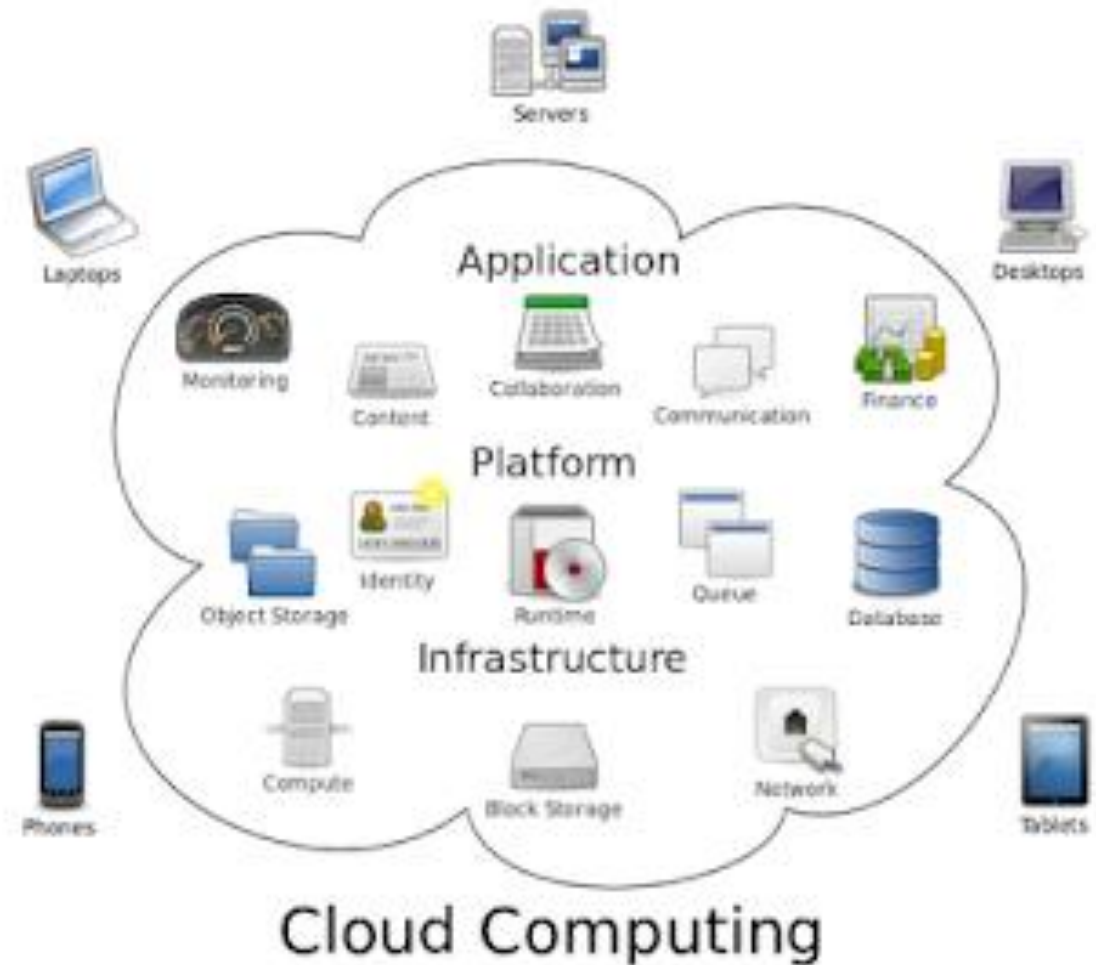 Servers
Laptops
Desktops
Application
Monitoring
Content
Collaboration
Communication
Finance
Platform
Object Storage
Identity
Runtime
Queue
Database
Infrastructure
Compute
Block Storage
Network
Phones
Tablets
Cloud Computing